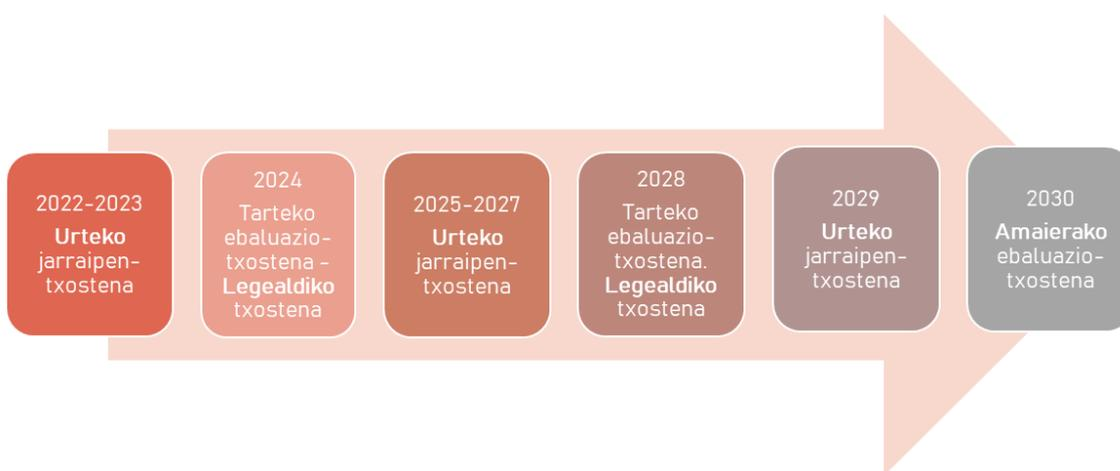 2022-2023
Urteko
jarraipen-
txostena
2024
Tarteko
ebaluazio-
txostena -
Legealdiko
txostena
2025-2027
Urteko
jarraipen-
txostena
2028
Tarteko
ebaluazio-
txostena.
Legealdiko
txostena
2029
Urteko
jarraipen-
txostena
2030
Amaierako
ebaluazio-
txostena